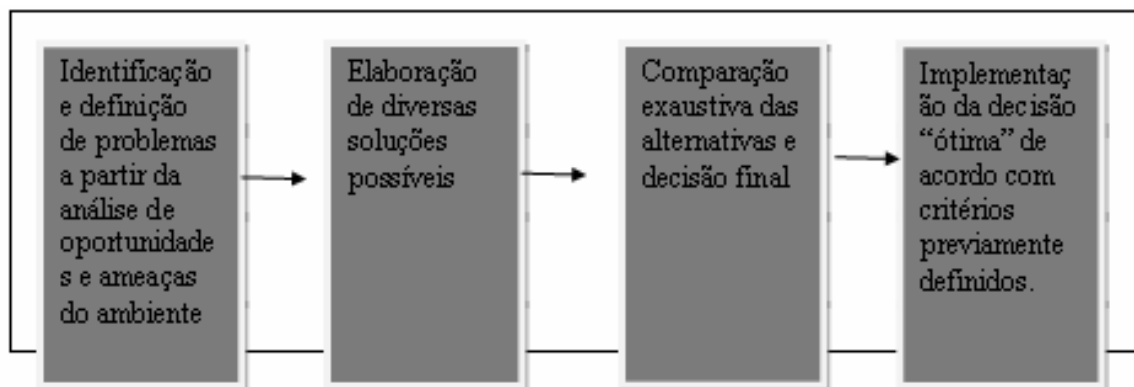 Identificação
e definição
de problemas
a partir da
análise de
oportunidade
s e ameaças
do ambiente
Elaboração
de diversas
soluções
possíveis
Comparação
exaustiva das
alternativas e
decisão final
Implementaç
ão da decisão
“ótima” de
acordo com
critérios
previamente
definidos.